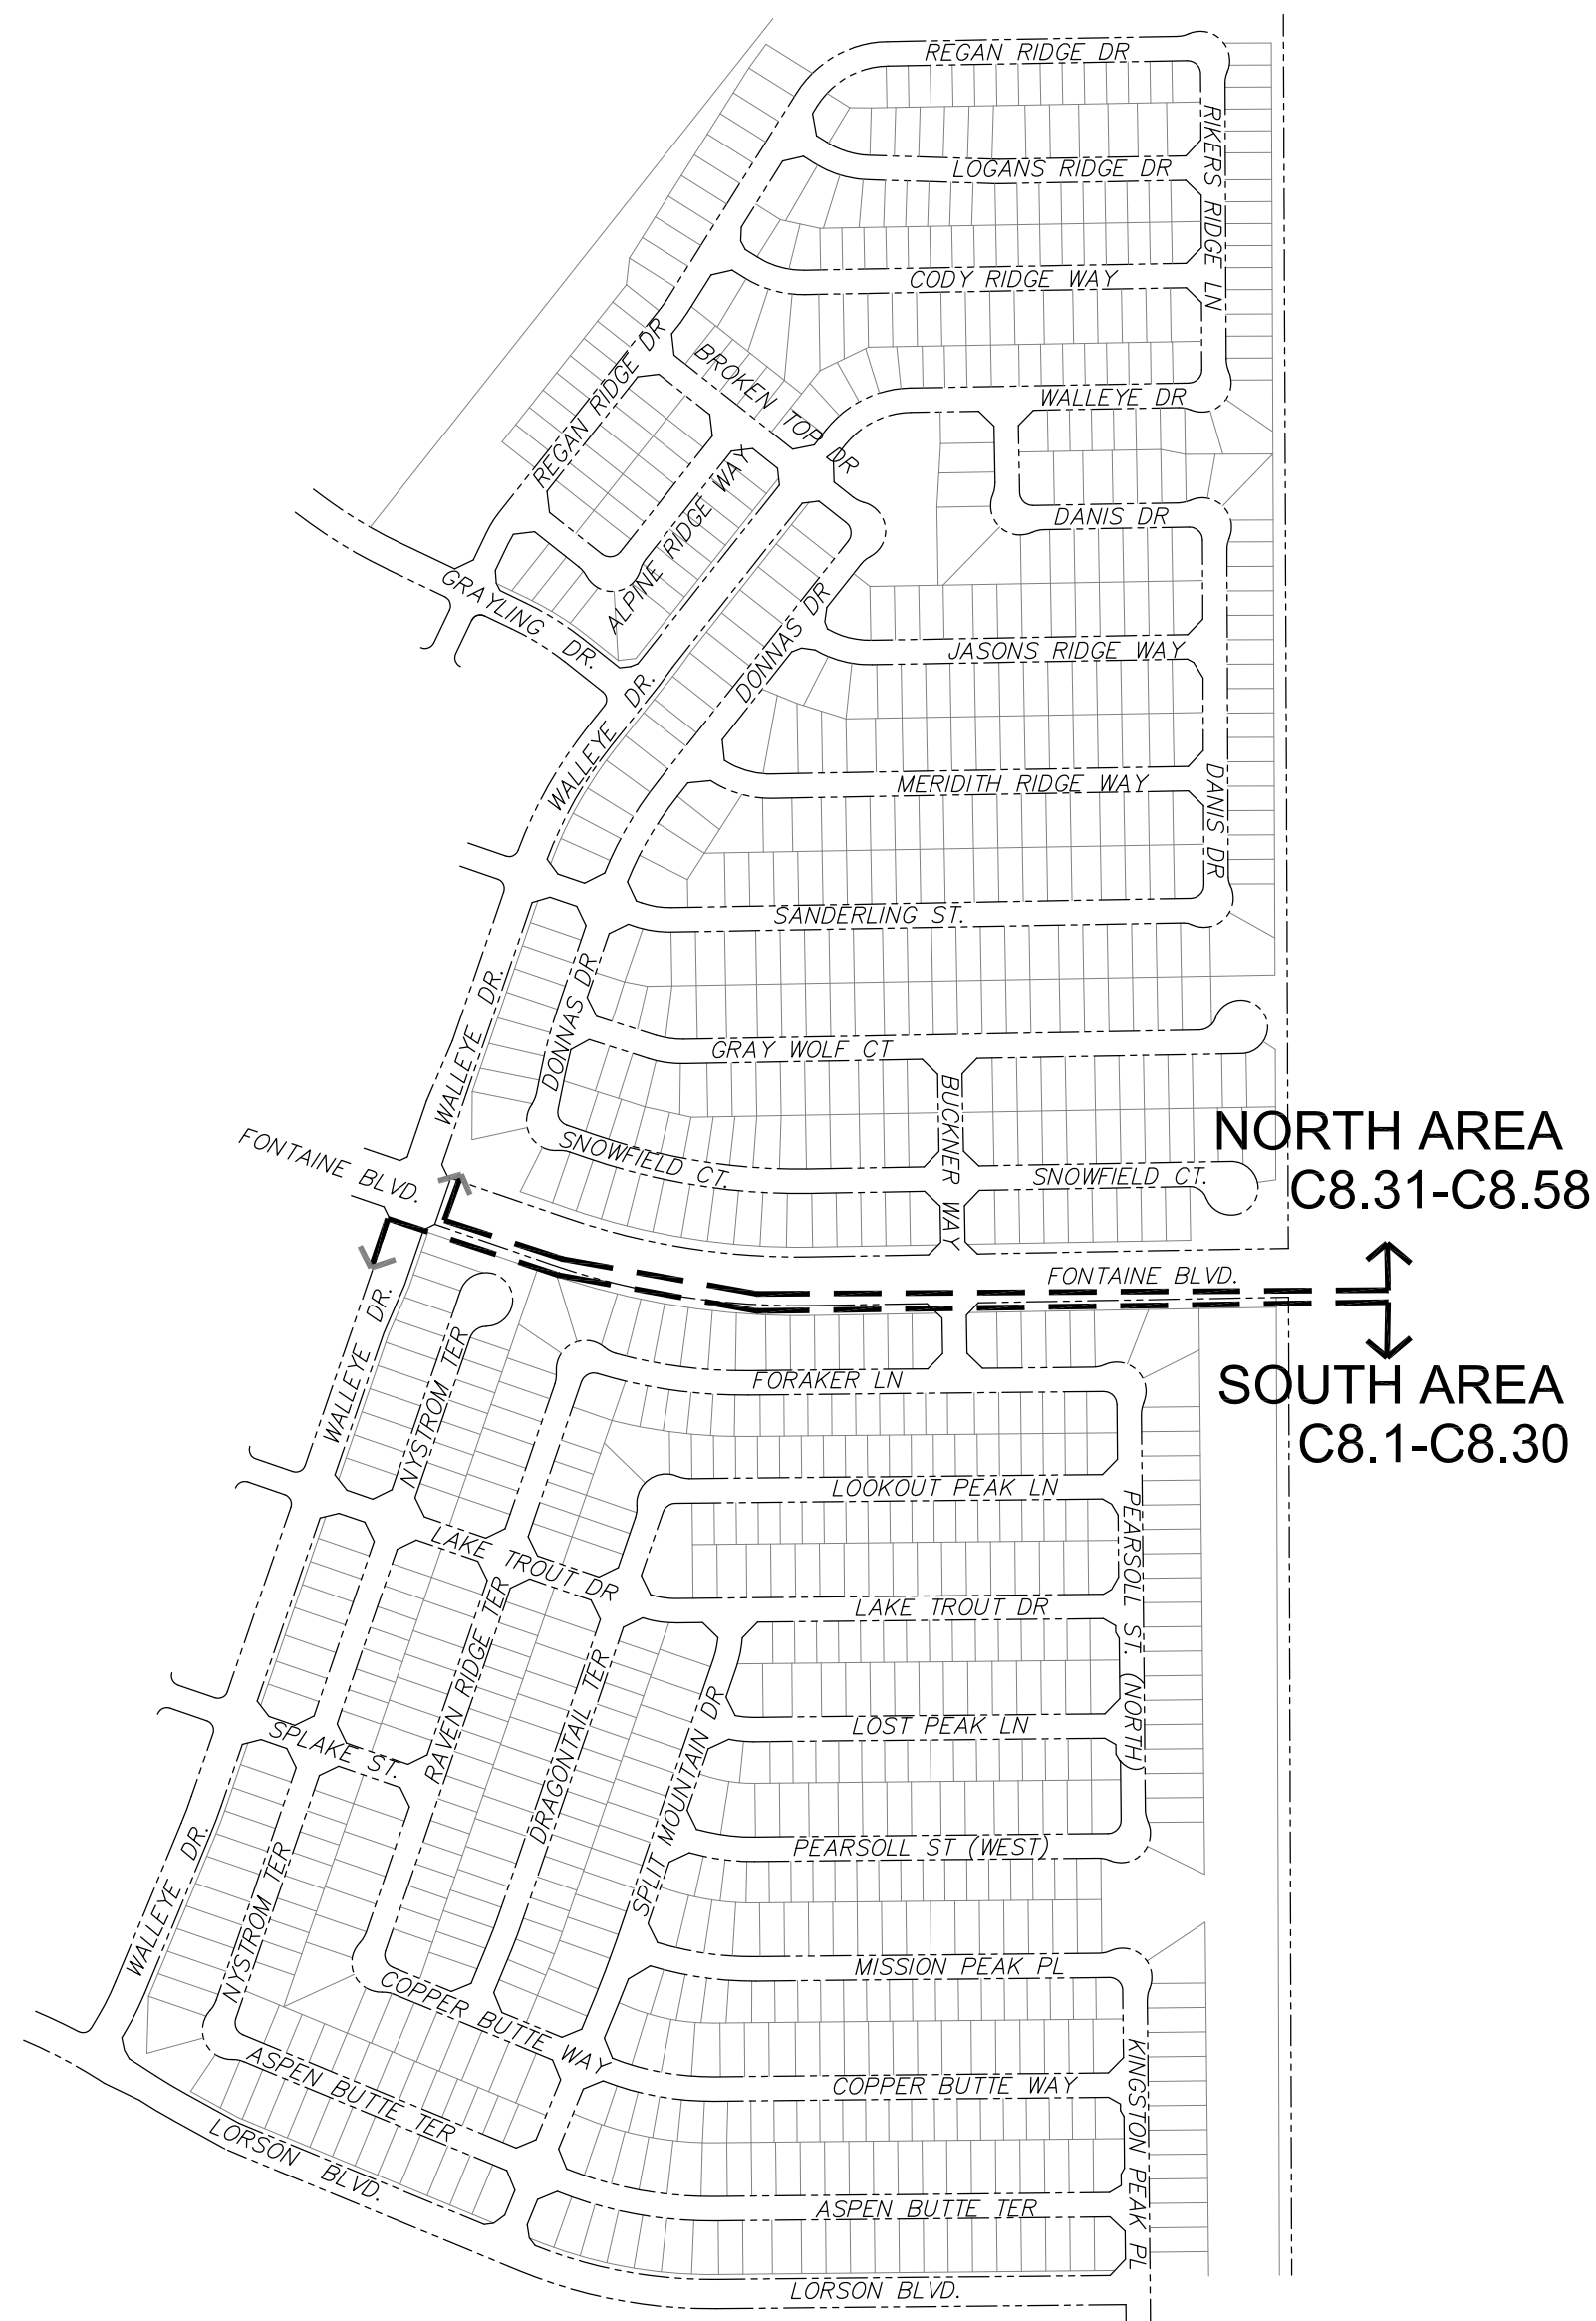 REGAN RIDGE DR
RIKERS RIDGE LN
LOGANS RIDGE DR
CODY RIDGE WAY
REGAN RIDGE DR
BROKEN TOP DR
WALLEYE DR
ALPINE RIDGE WAY
DANIS DR
GRAYLING DR.
DONNAS DR
JASONS RIDGE WAY
WALLEYE DR.
MERIDITH RIDGE WAY
DANIS DR
SANDERLING ST.
WALLEYE DR.
DONNAS DR
GRAY WOLF CT
BUCKNER WAY
NORTH AREA
C8.31-C8.58
FONTAINE BLVD.
SNOWFIELD CT.
SNOWFIELD CT.
FONTAINE BLVD.
WALLEYE DR.
NYSTROM TER
FORAKER LN
SOUTH AREA
C8.1-C8.30
LOOKOUT PEAK LN
PEARSOLL ST. (NORTH)
LAKE TROUT DR
LAKE TROUT DR
RAVEN RIDGE TER
DRAGONTAIL TER
SPLIT MOUNTAIN DR
LOST PEAK LN
SPLAKE ST.
PEARSOLL ST (WEST)
WALLEYE DR.
NYSTROM TER
MISSION PEAK PL
COPPER BUTTE WAY
KINGSTON PEAK PL
COPPER BUTTE WAY
ASPEN BUTTE TER
LORSON BLVD.
ASPEN BUTTE TER
LORSON BLVD.